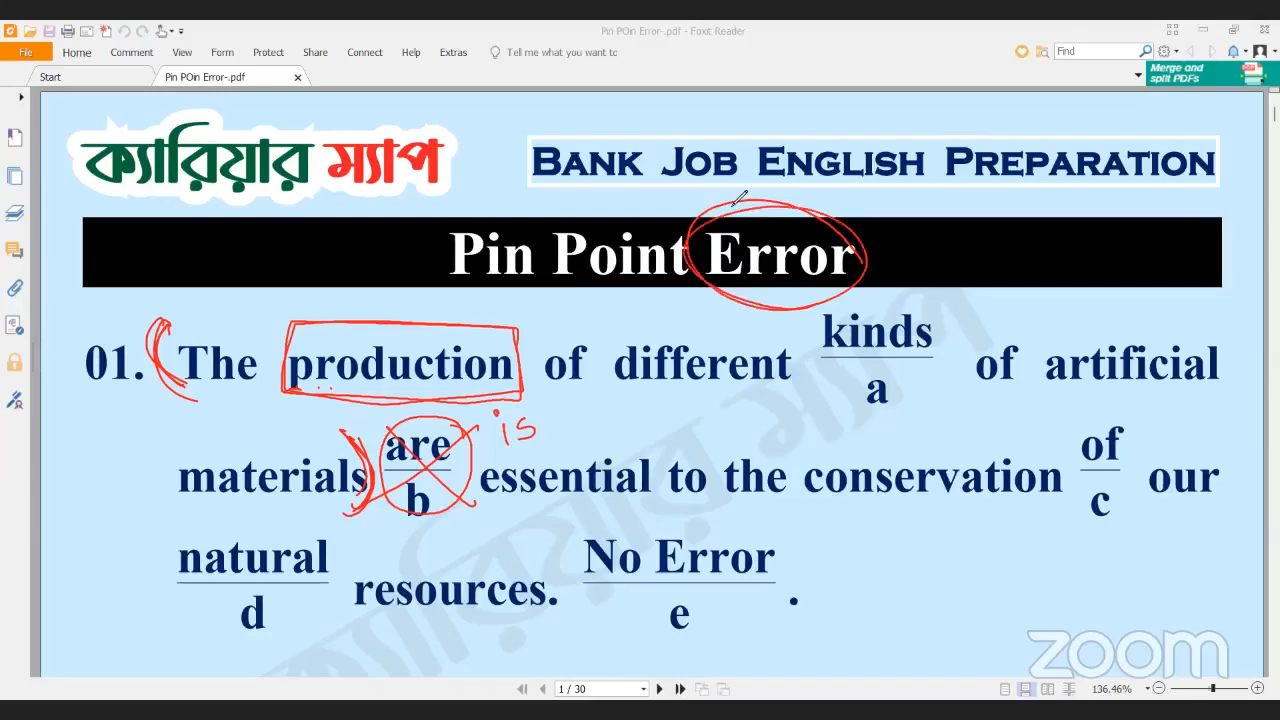 Pin POin Error-.pdf - Foxit Reader
File Home Comment View Form Protect Share Connect Help Extras Tell me what you want to Find
Start Pin POin Error-.pdf Merge and split PDFs
ক্যারিয়ার ম্যাপ BANK JOB ENGLISH PREPARATION
Pin Point Error
01. The production of different kinds of artificial
a
is
materials are essential to the conservation of our
b c
natural resources. No Error .
d e
ক্যারিয়ার ম্যাপ
zoom
1 / 30 136.46%